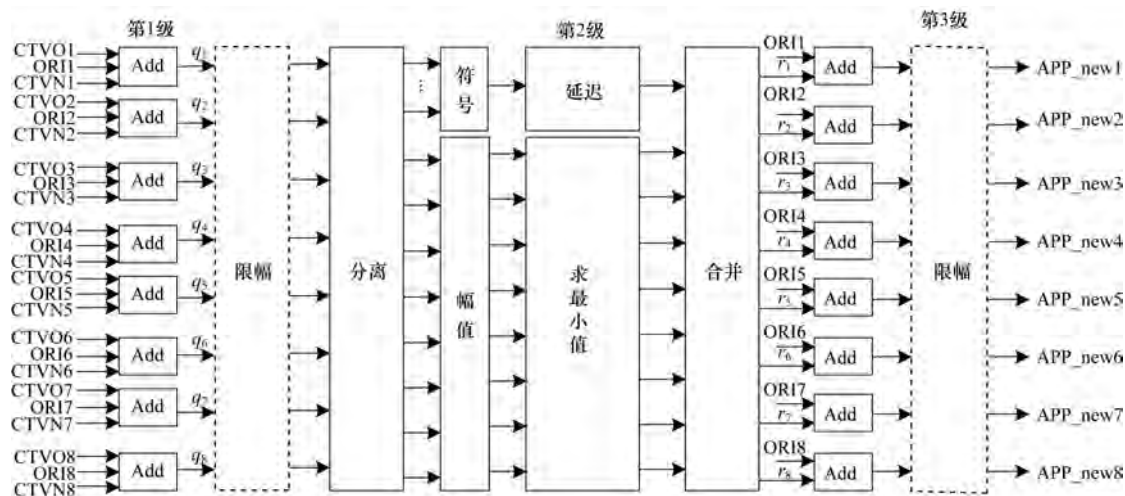 第1级
第2级
第3级
CTVO1
ORI1
CTVN1
Add
q1
CTVO2
ORI2
CTVN2
Add
q2
CTVO3
ORI3
CTVN3
Add
q3
CTVO4
ORI4
CTVN4
Add
q4
CTVO5
ORI5
CTVN5
Add
q5
CTVO6
ORI6
CTVN6
Add
q6
CTVO7
ORI7
CTVN7
Add
q7
CTVO8
ORI8
CTVN8
Add
q8
限幅
分离
⋮
符号
幅值
延迟
求最小值
合并
ORI1
r1
Add
APP_new1
ORI2
r2
Add
APP_new2
ORI3
r3
Add
APP_new3
ORI4
r4
Add
APP_new4
ORI5
r5
Add
APP_new5
ORI6
r6
Add
APP_new6
ORI7
r7
Add
APP_new7
ORI8
r8
Add
APP_new8
限幅